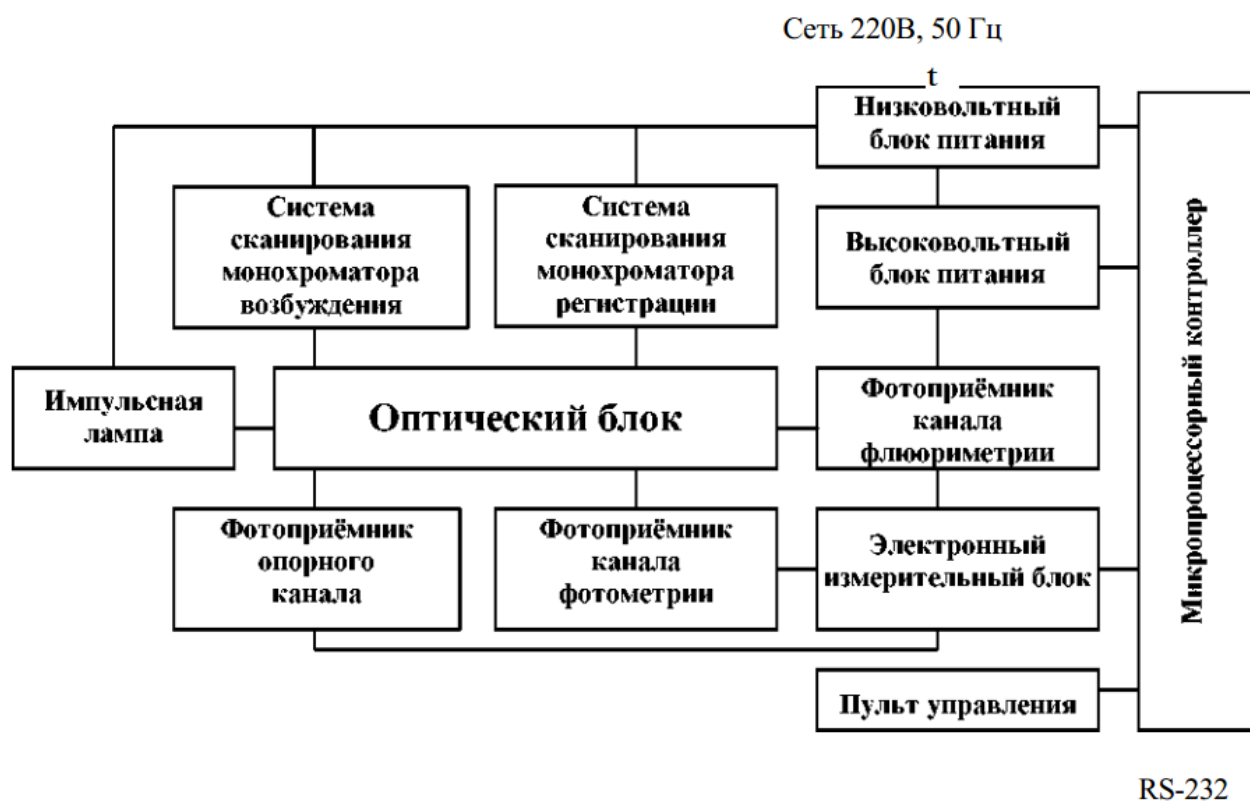 Сеть 220В, 50 Гц
t
Низковольтный
блок питания
Система
сканирования
монохроматора
возбуждения
Система
сканирования
монохроматора
регистрации
Высоковольтный
блок питания
Микропроцессорный контроллер
Импульсная
лампа
Оптический блок
Фотоприёмник
канала
флюориметрии
Фотоприёмник
опорного
канала
Фотоприёмник
канала
фотометрии
Электронный
измерительный блок
Пульт управления
RS-232